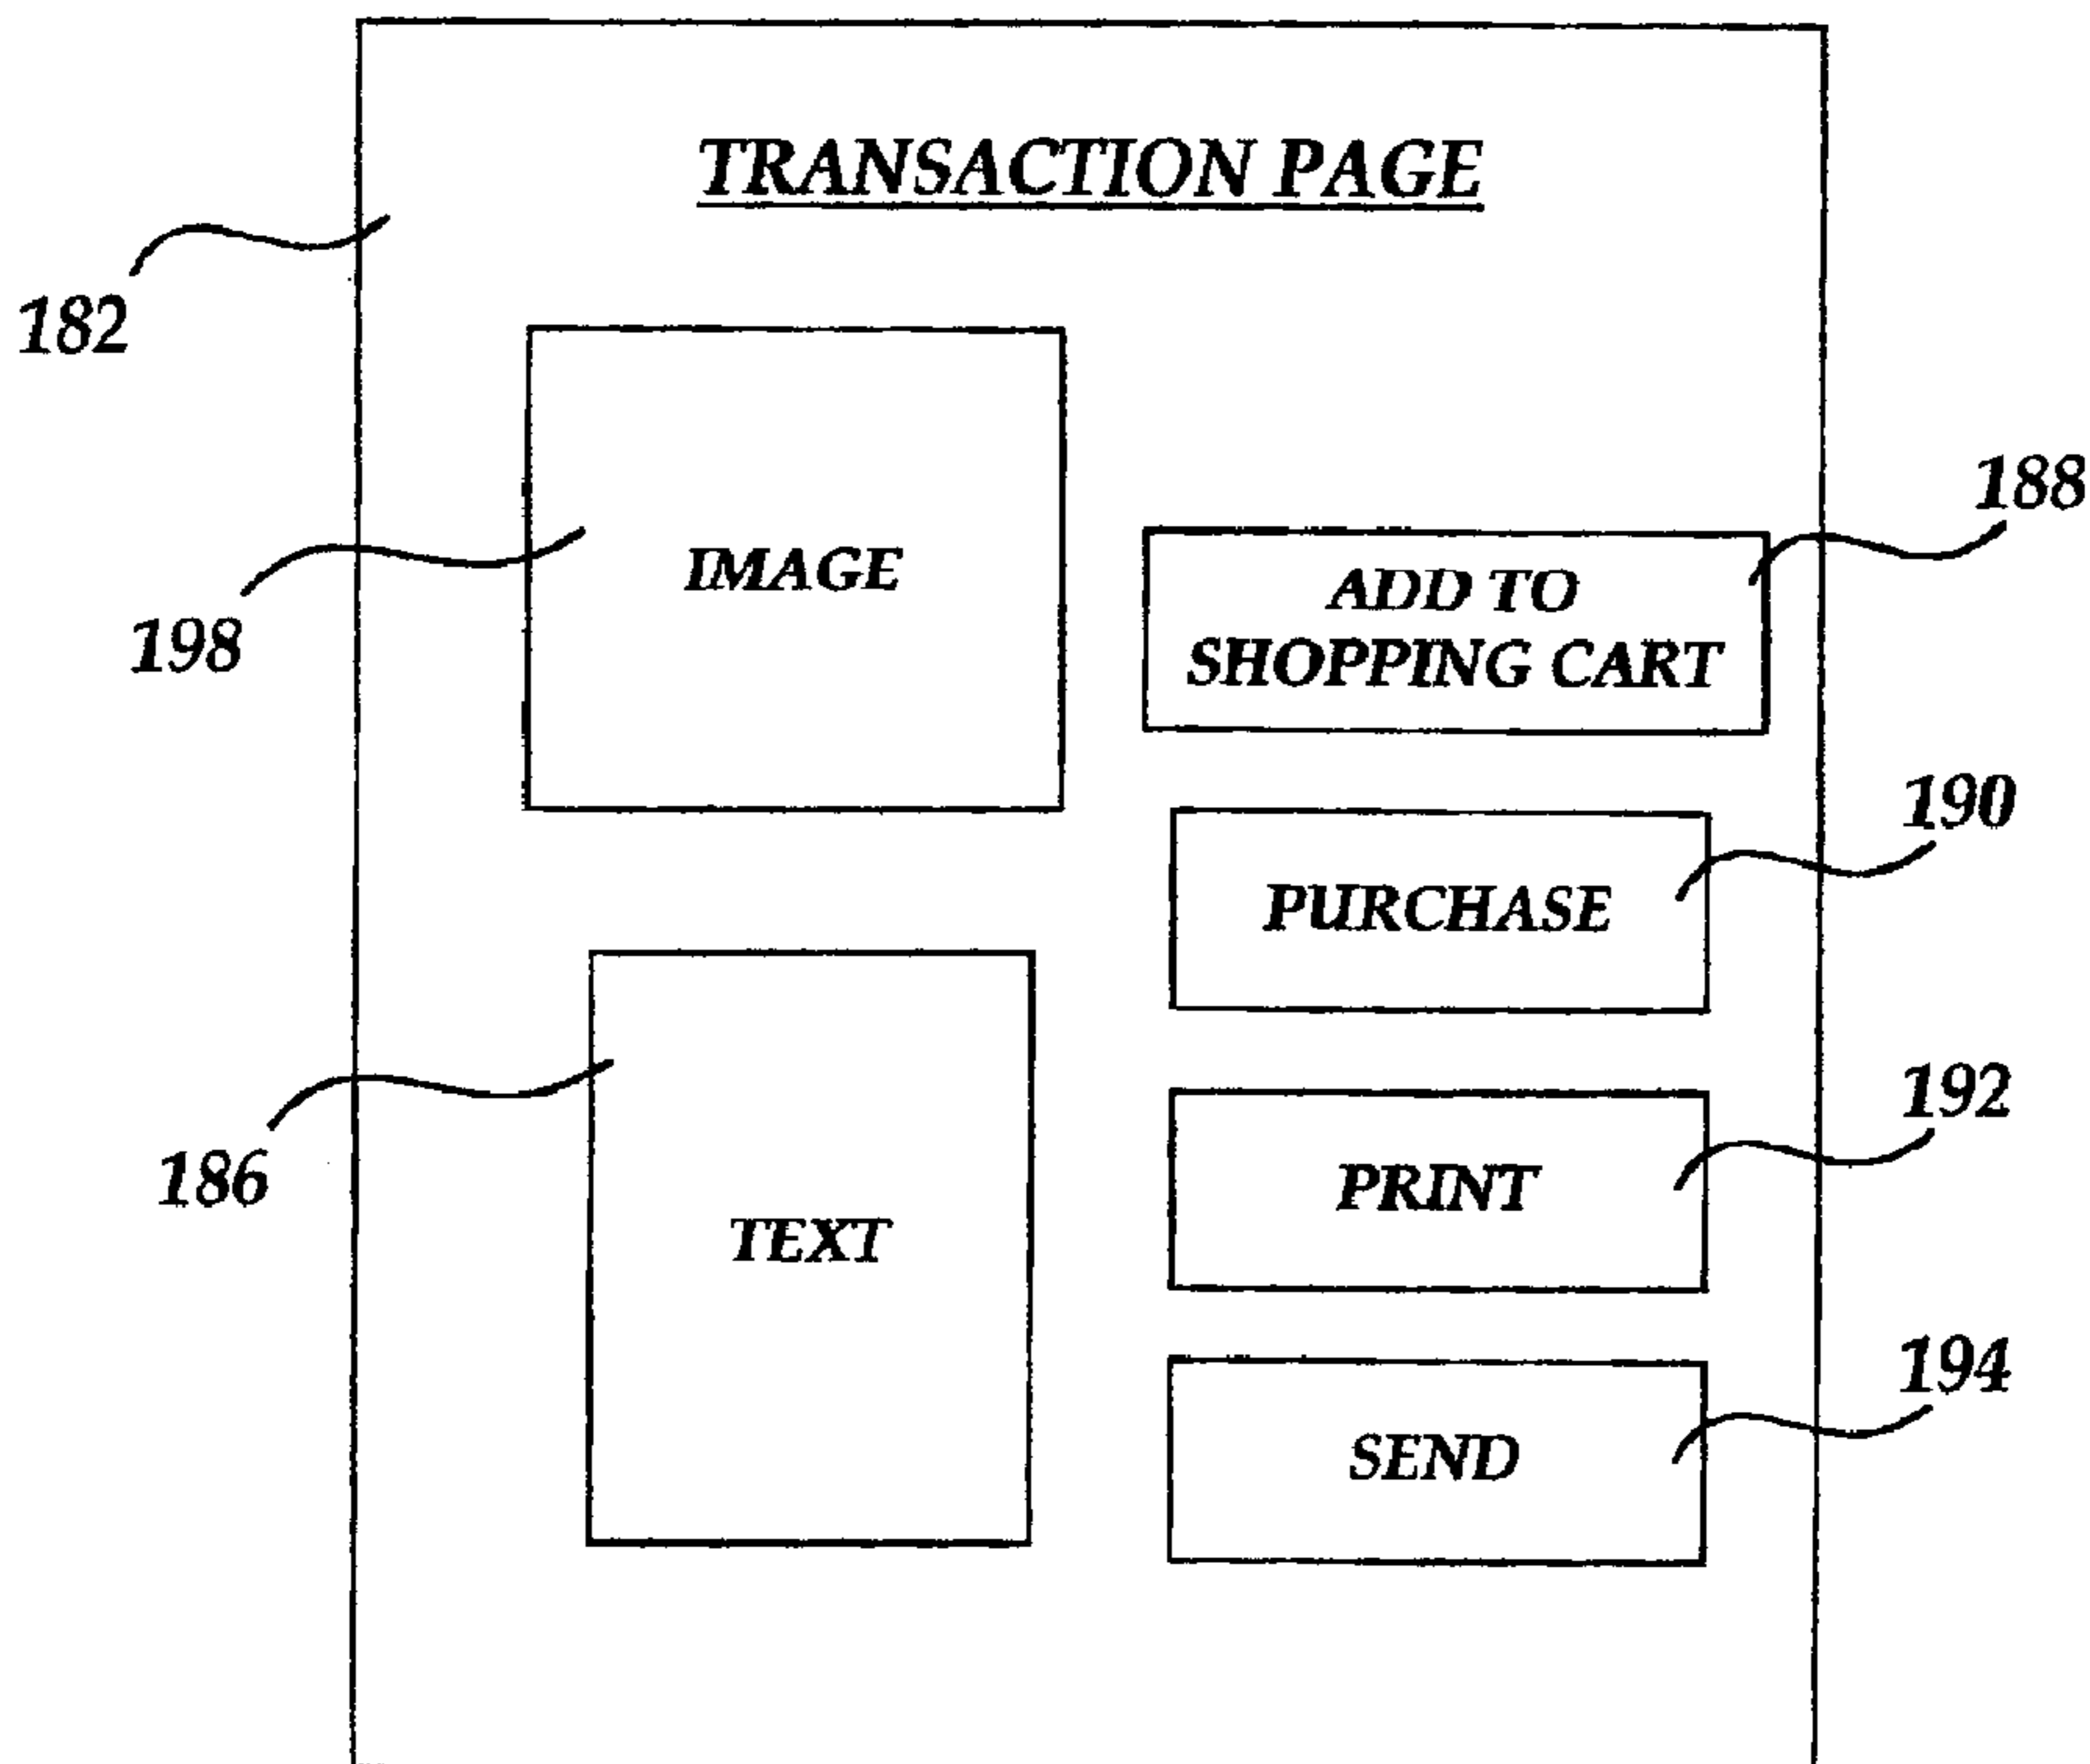 TRANSACTION PAGE
182
198
IMAGE
188
ADD TO
SHOPPING CART
190
PURCHASE
186
TEXT
192
PRINT
194
SEND